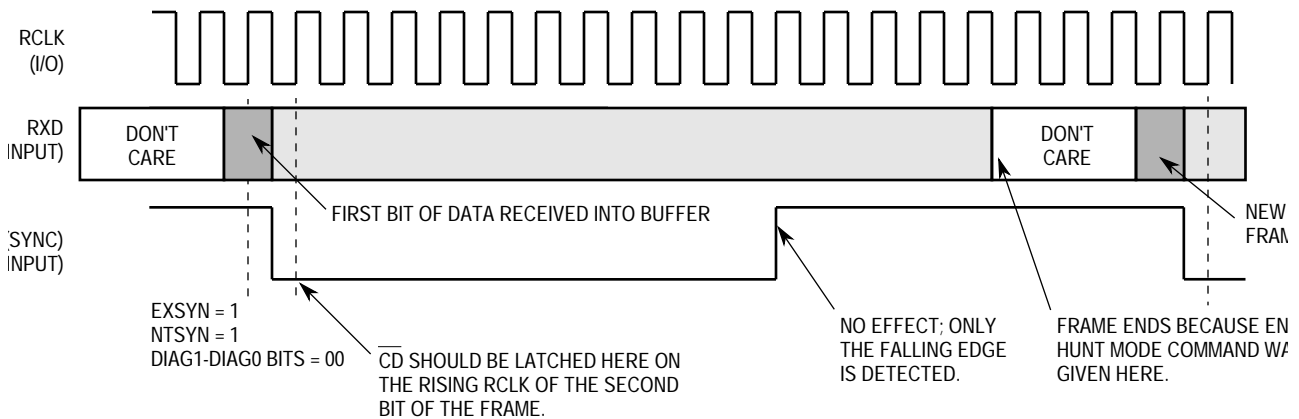 RCLK
(I/O)
RXD
INPUT)
DON'T
CARE
DON'T
CARE
FIRST BIT OF DATA RECEIVED INTO BUFFER
(SYNC)
INPUT)
NEW
EXSYN = 1
NTSYN = 1
DIAG1-DIAG0 BITS = 00
CD SHOULD BE LATCHED HERE ON
THE RISING RCLK OF THE SECOND
BIT OF THE FRAME.
NO EFFECT; ONLY
THE FALLING EDGE
IS DETECTED.
FRAME ENDS BECAUSE
HUNT MODE COMMAND
GIVEN HERE.